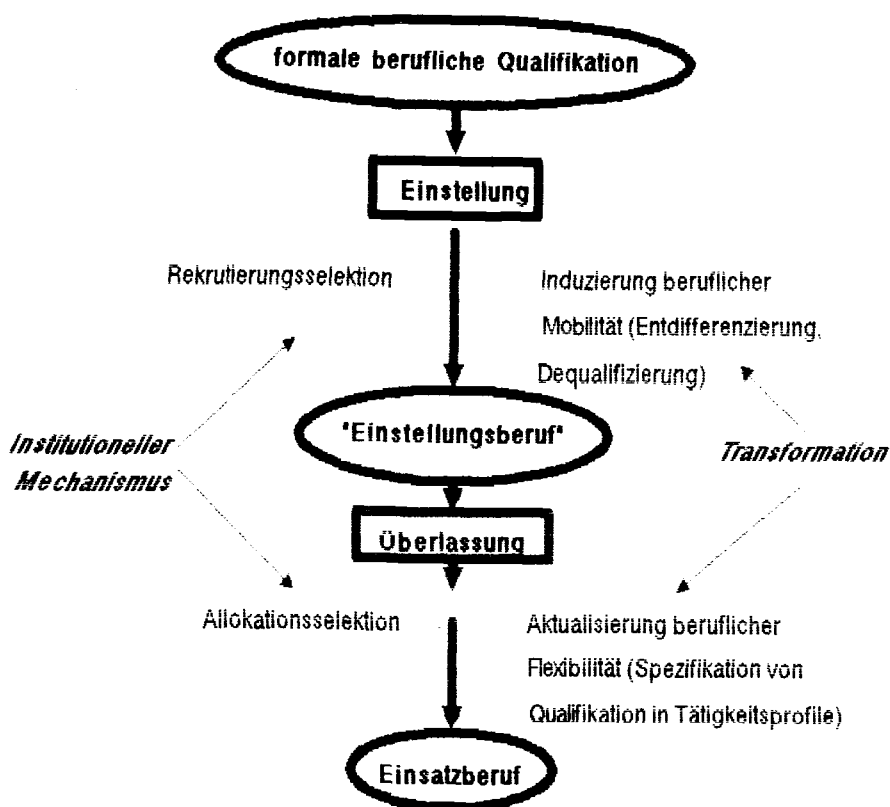 formale berufliche Qualifikation
Einstellung
Rekrutierungsselektion
Induzierung beruflicher
Mobilität (Entdifferenzierung,
Dequalifizierung)
"Einstellungsberuf"
Institutioneller
Mechanismus
Transformation
Überlassung
Allokationsselektion
Aktualisierung beruflicher
Flexibilität (Spezifikation von
Qualifikation in Tätigkeitsprofile)
Einsatzberuf